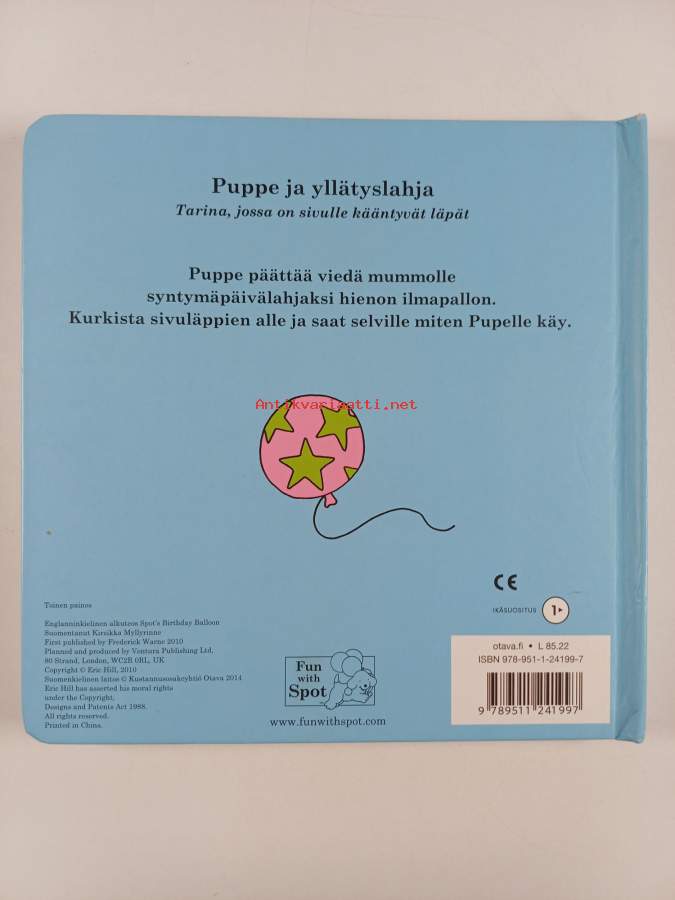 Puppe ja yllätyslahja
Tarina, jossa on sivulle kääntyvät läpät
Puppe päättää viedä mummolle
syntymäpäivälahjaksi hienon ilmapallon.
Kurkista sivuläppien alle ja saat selville miten Pupelle käy.
Antikvariaatti.net
CE
IKÄSUOSITUS 1
Toinen painos
Englanninkielinen alkuteos Spot's Birthday Balloon
Suomentanut Kirsikka Myllyrinne
First published by Frederick Warne 2010
Planned and produced by Ventura Publishing Ltd,
80 Strand, London, WC2R 0RL, UK
Copyright © Eric Hill, 2010
Suomenkielinen laitos © Kustannusosakeyhtiö Otava 2014
Eric Hill has asserted his moral rights
under the Copyright,
Designs and Patents Act 1988.
All rights reserved.
Printed in China.
Fun
with
Spot
www.funwithspot.com
otava.fi • L 85.22
ISBN 978-951-1-24199-7
9 789511 241997